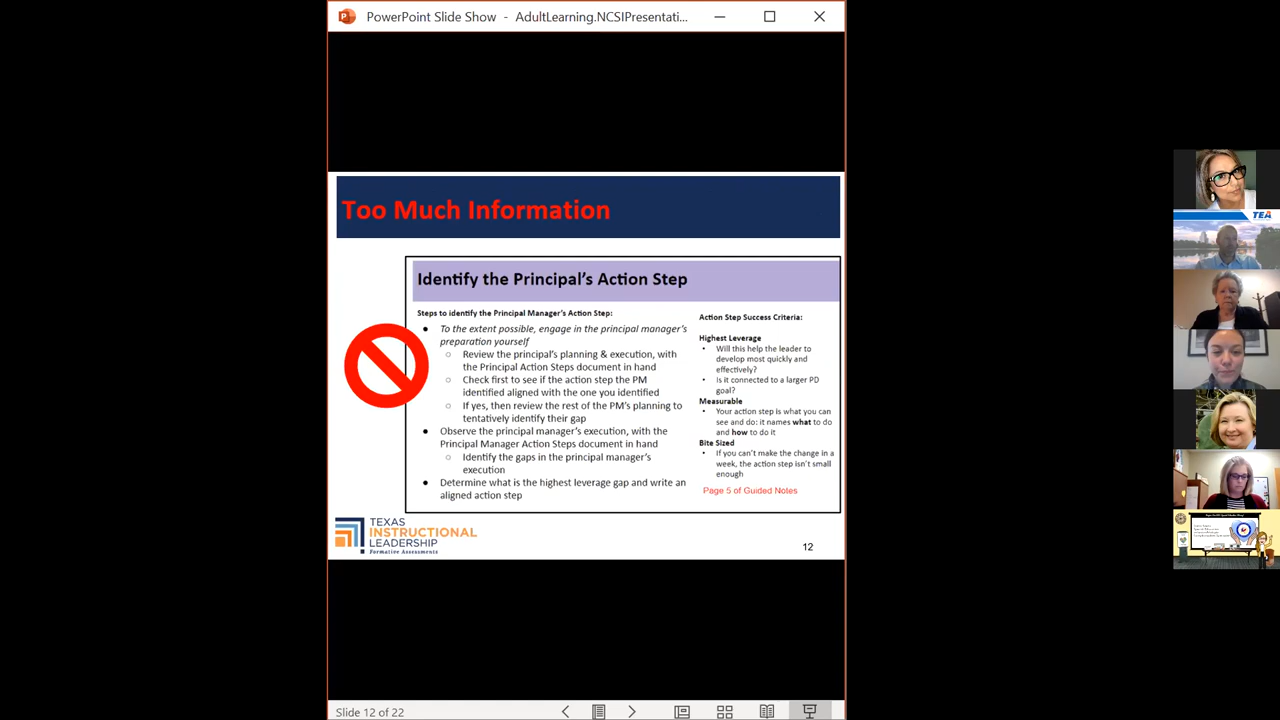 PowerPoint Slide Show - AdultLearning.NCSIPresentati...
Too Much Information
Identify the Principal's Action Step
Steps to identify the Principal Manager's Action Step:
● To the extent possible, engage in the principal manager's
preparation yourself
○ Review the principal's planning & execution, with
the Principal Action Steps document in hand
○ Check first to see if the action step the PM
identified aligned with the one you identified
○ If yes, then review the rest of the PM's planning to
tentatively identify their gap
● Observe the principal manager's execution, with the
Principal Manager Action Steps document in hand
○ Identify the gaps in the principal manager's
execution
● Determine what is the highest leverage gap and write an
aligned action step
Action Step Success Criteria:
Highest Leverage
• Will this help the leader to
develop most quickly and
effectively?
• Is it connected to a larger PD
goal?
Measurable
• Your action step is what you can
see and do: it names what to do
and how to do it
Bite Sized
• If you can't make the change in a
week, the action step isn't small
enough
Page 5 of Guided Notes
TEXAS
INSTRUCTIONAL
LEADERSHIP
Formative Assessments
12
Slide 12 of 22
TEA